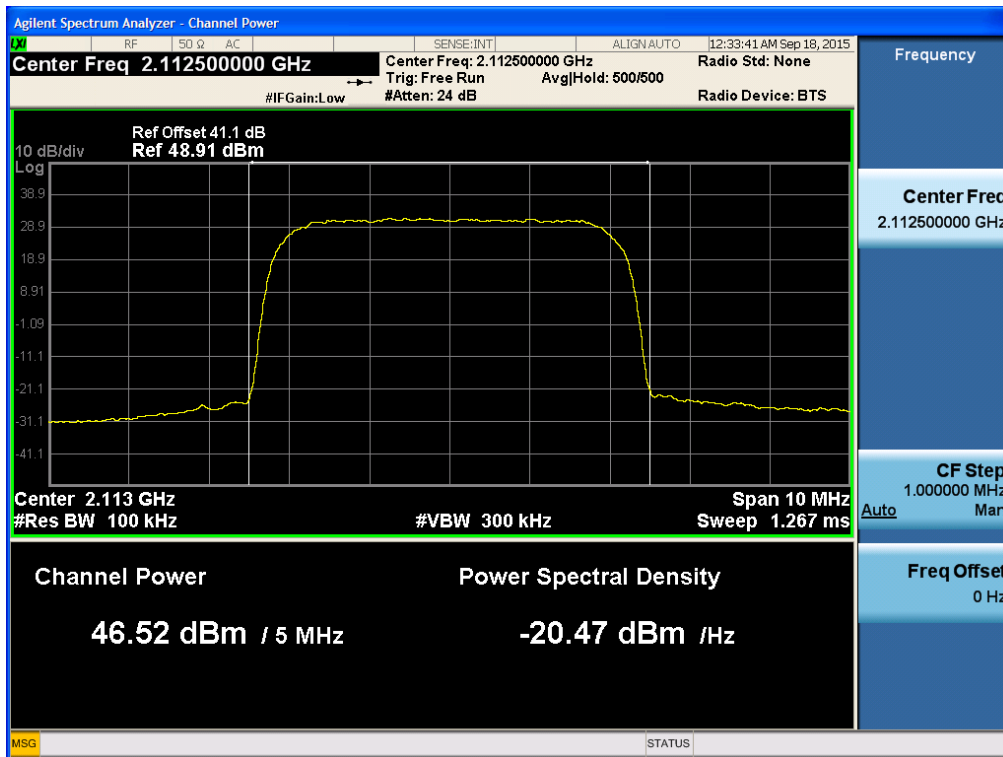 Agilent Spectrum Analyzer - Channel Power
LXI RF 50 Ω AC SENSE:INT ALIGN AUTO 12:33:41 AM Sep 18, 2015
Center Freq 2.112500000 GHz
Center Freq: 2.112500000 GHz
Radio Std: None
Trig: Free Run
Avg|Hold: 500/500
#IFGain:Low
#Atten: 24 dB
Radio Device: BTS
Ref Offset 41.1 dB
10 dB/div
Ref 48.91 dBm
Log
38.9
28.9
18.9
8.91
-1.09
-11.1
-21.1
-31.1
-41.1
Center 2.113 GHz
Span 10 MHz
#Res BW 100 kHz
#VBW 300 kHz
Sweep 1.267 ms
Channel Power
Power Spectral Density
46.52 dBm / 5 MHz
-20.47 dBm /Hz
MSG
STATUS
Frequency
Center Freq
2.112500000 GHz
CF Step
1.000000 MHz
Auto Man
Freq Offset
0 Hz